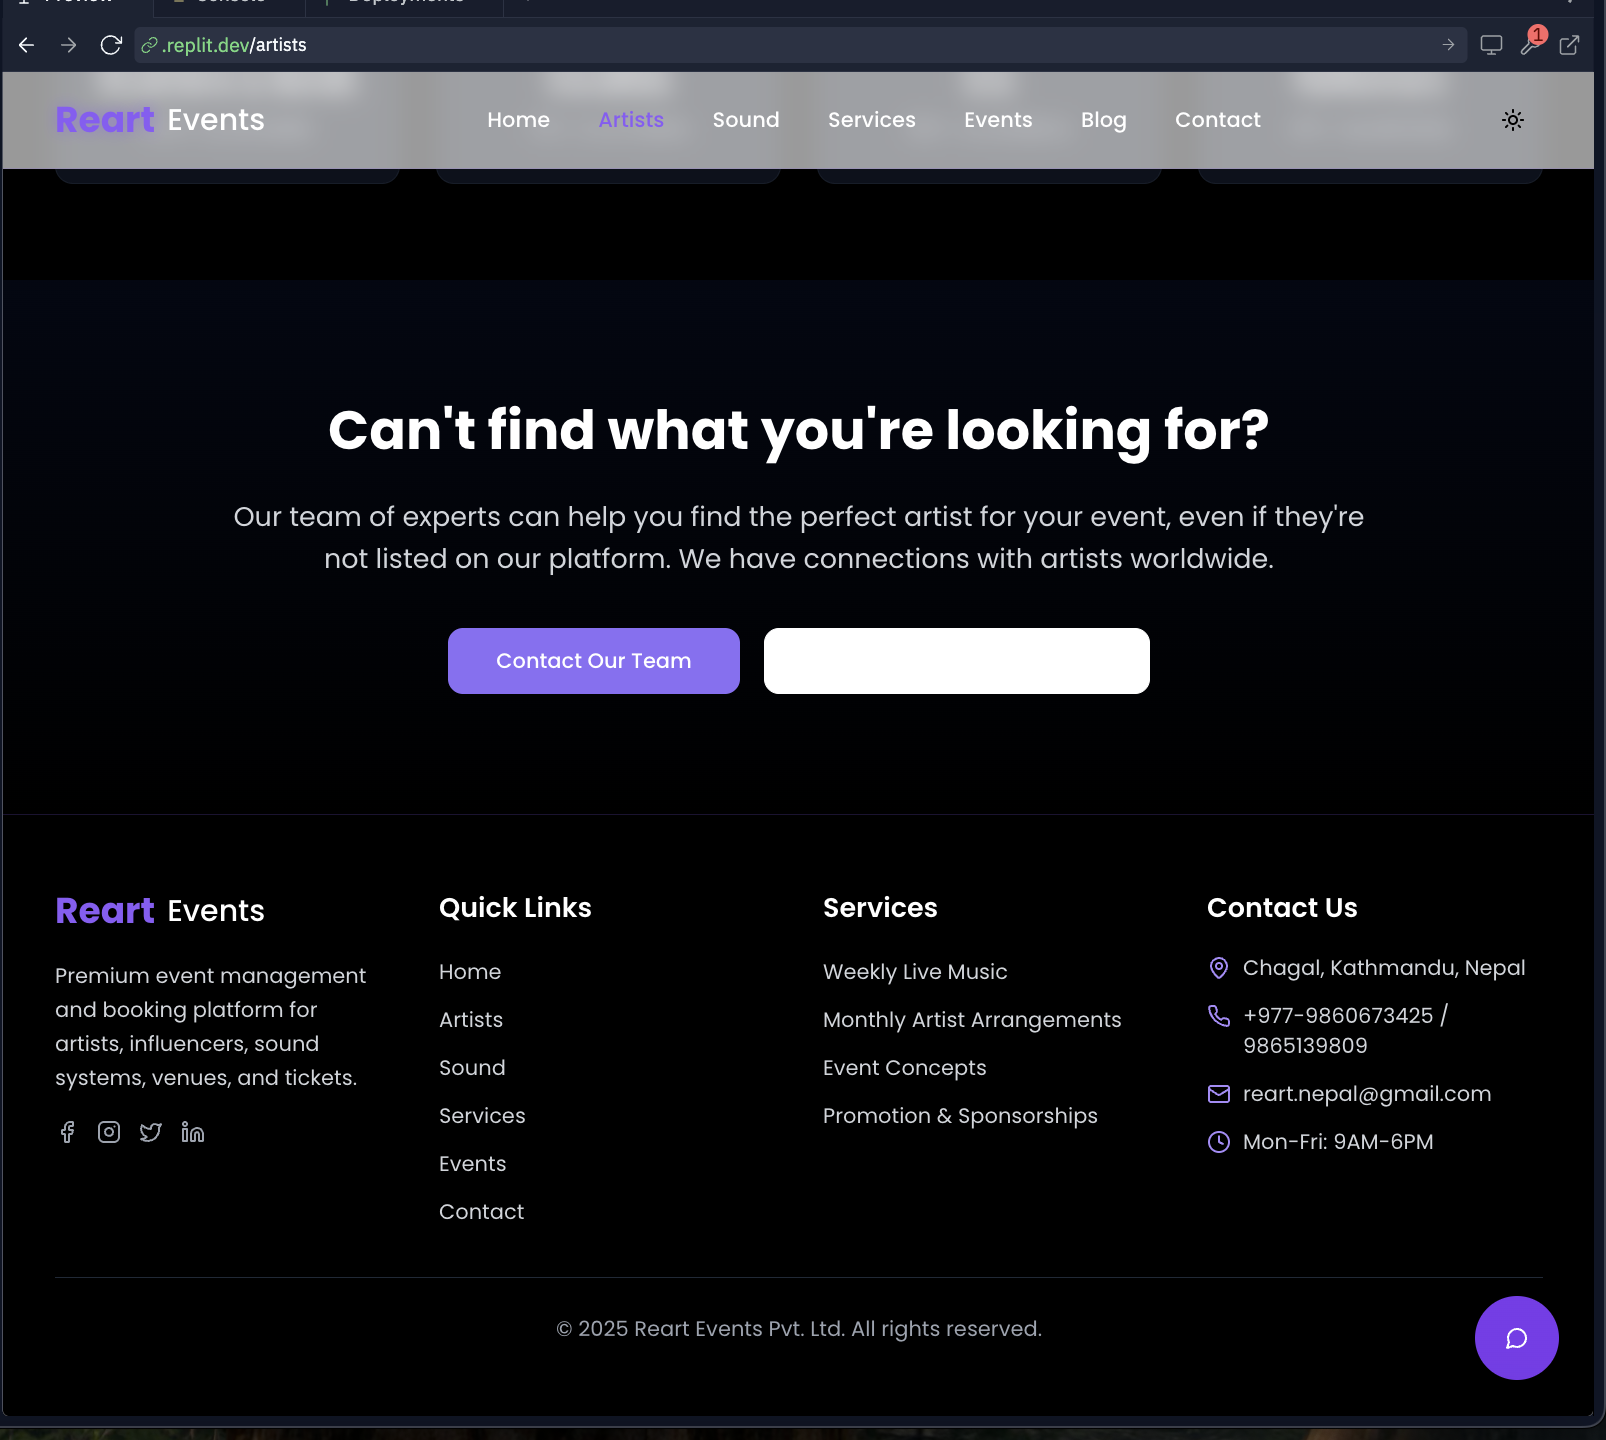 Preview Console Deployments
.replit.dev/artists
1
Reart Events Home Artists Sound Services Events Blog Contact
Can't find what you're looking for?
Our team of experts can help you find the perfect artist for your event, even if they're
not listed on our platform. We have connections with artists worldwide.
Contact Our Team
Reart Events
Premium event management
and booking platform for
artists, influencers, sound
systems, venues, and tickets.
Quick Links
Home
Artists
Sound
Services
Events
Contact
Services
Weekly Live Music
Monthly Artist Arrangements
Event Concepts
Promotion & Sponsorships
Contact Us
Chagal, Kathmandu, Nepal
+977-9860673425 /
9865139809
reart.nepal@gmail.com
Mon-Fri: 9AM-6PM
© 2025 Reart Events Pvt. Ltd. All rights reserved.